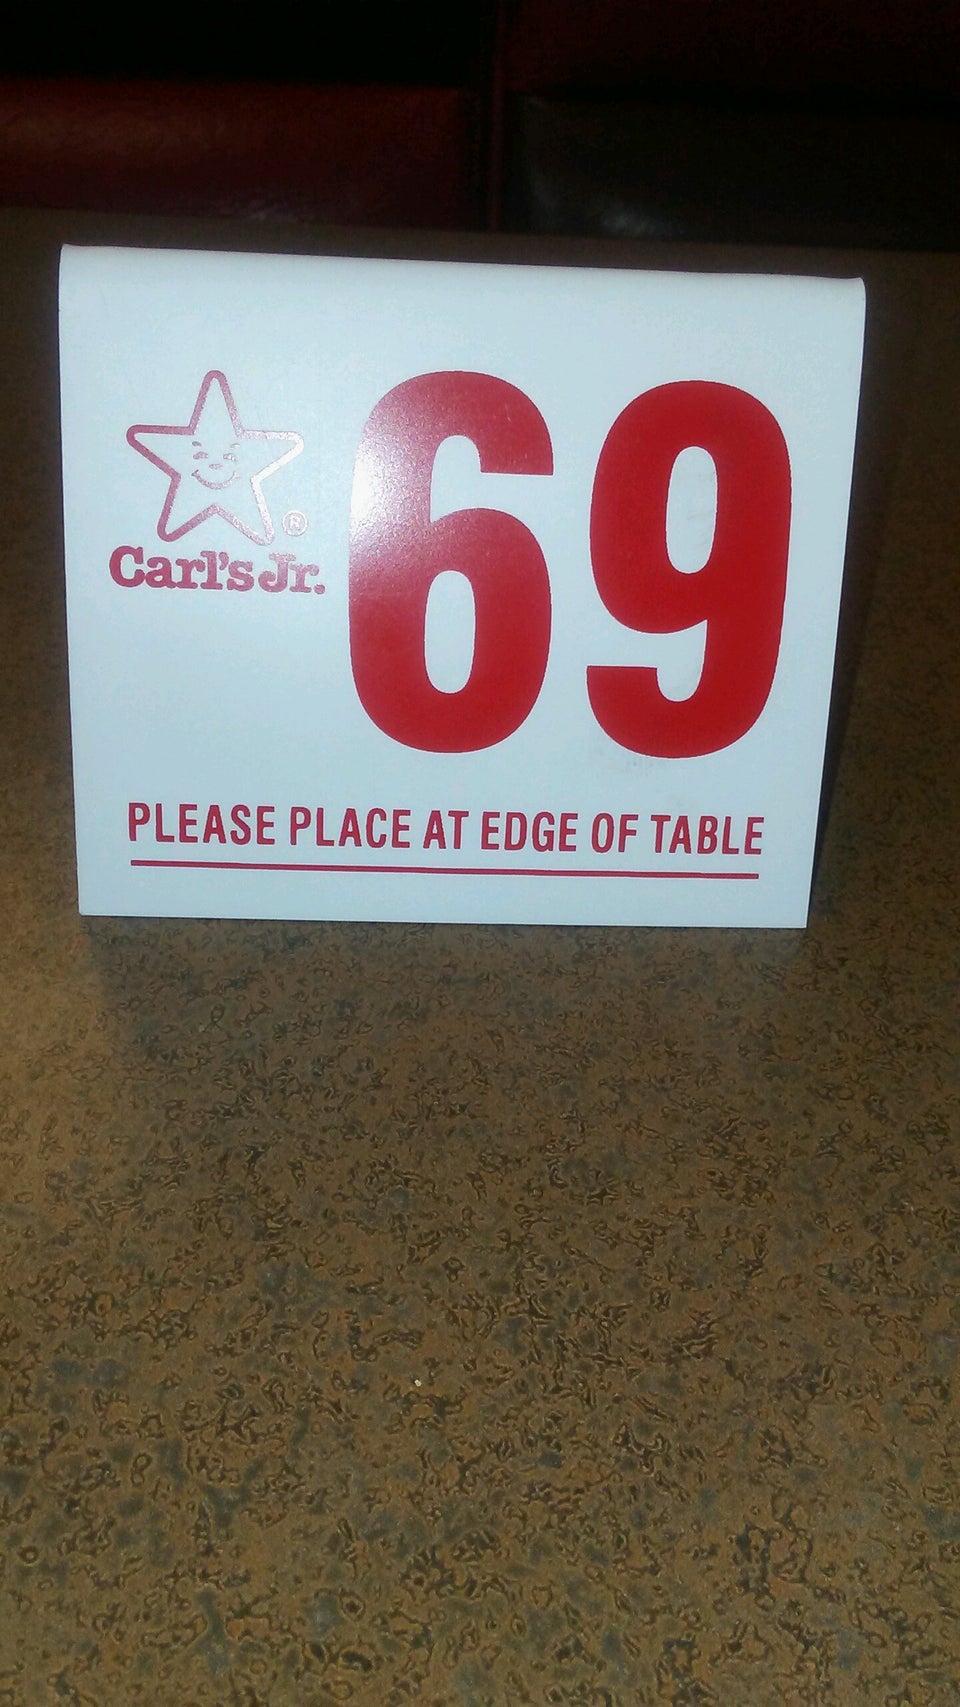 69
®
Carl's Jr.
PLEASE PLACE AT EDGE OF TABLE